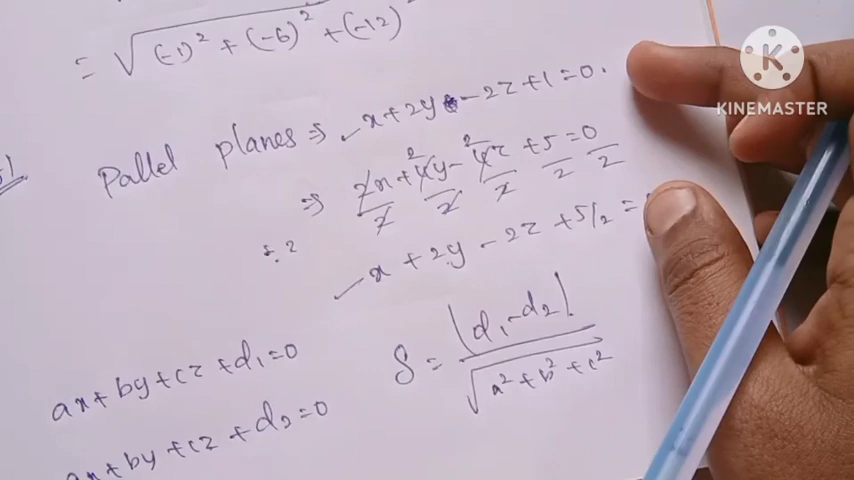 = √(-1)² + (-6)² + (-12)²
KINEMASTER
Pallel planes ⇒ x + 2y - 2z + 1 = 0.
⇒ 2x/2 + 4y/2 - 4z/2 + 5/2 = 0/2
÷ 2
x + 2y - 2z + 5/2 =
ax + by + cz + d₁ = 0
δ = |d₁ - d₂| / √a² + b² + c²
ax + by + cz + d₂ = 0